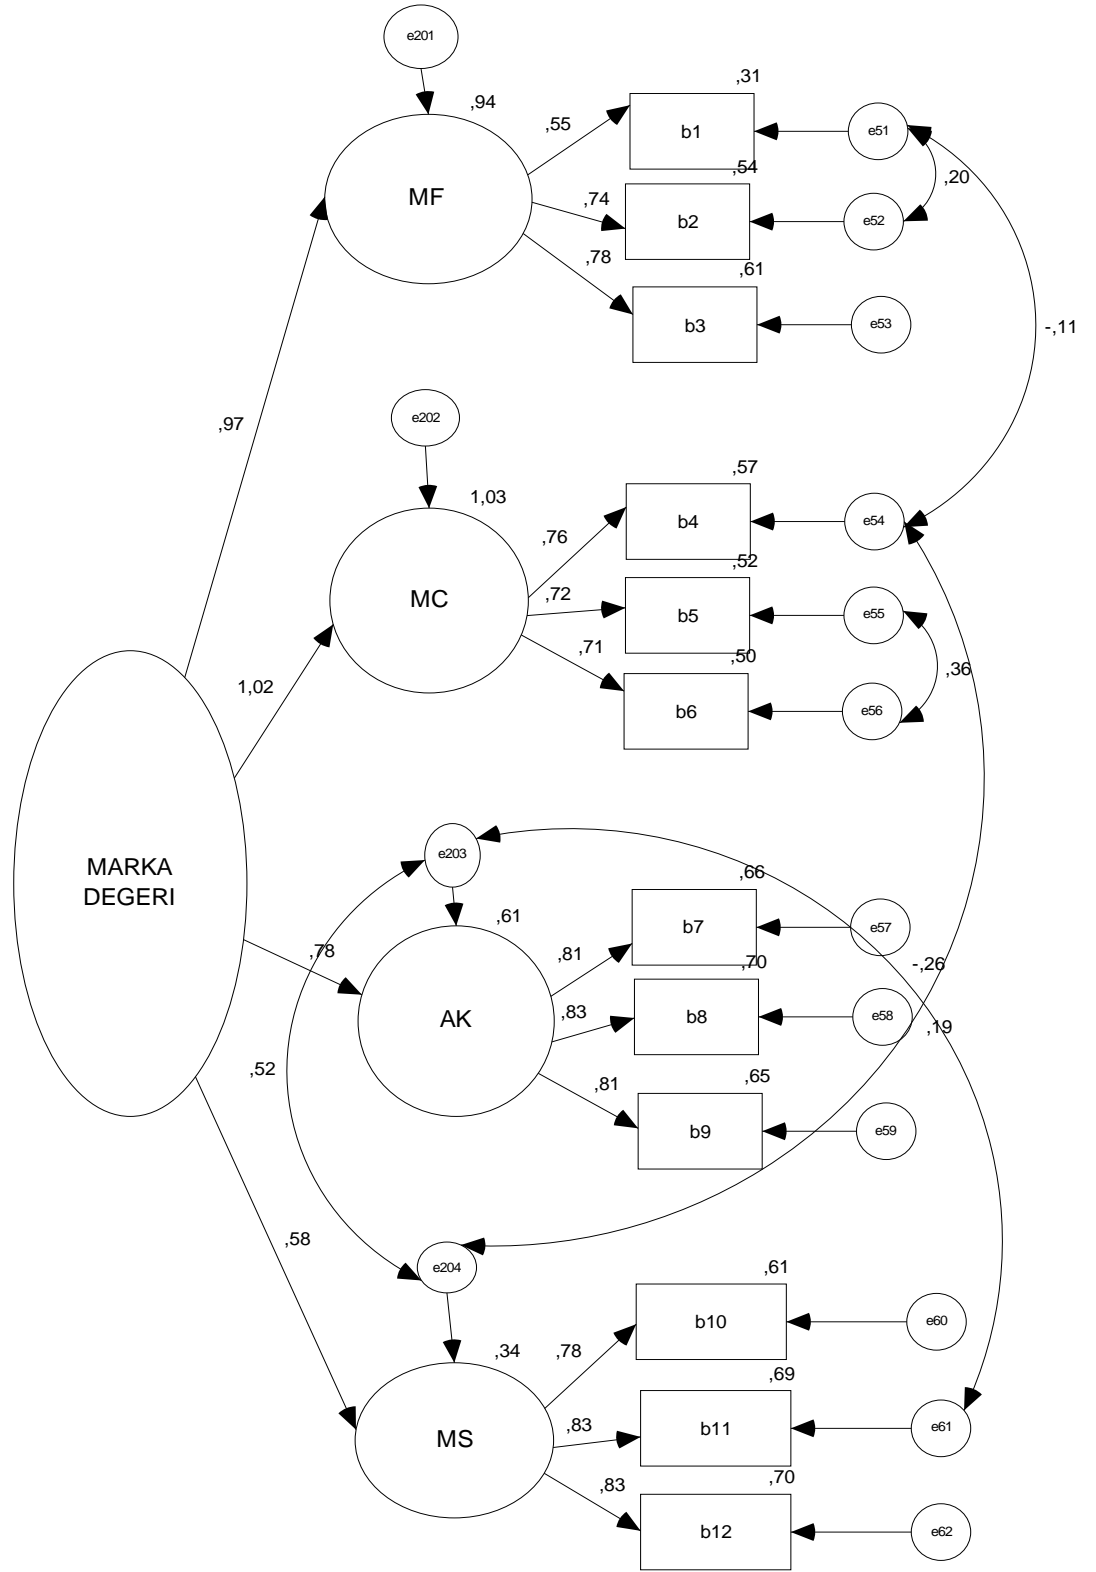 e201
,94
MF
,55
,31
b1
e51
,74
,54
b2
e52
,20
,78
,61
b3
e53
-,11
,97
e202
1,03
MC
,76
,57
b4
e54
,72
,52
b5
e55
,71
,50
b6
e56
,36
1,02
MARKA
DEGERI
e203
,61
,78
AK
,81
,66
b7
e57
-,26
,83
,70
b8
e58
,19
,52
,81
,65
b9
e59
,58
e204
,34
MS
,78
,61
b10
e60
,83
,69
b11
e61
,83
,70
b12
e62